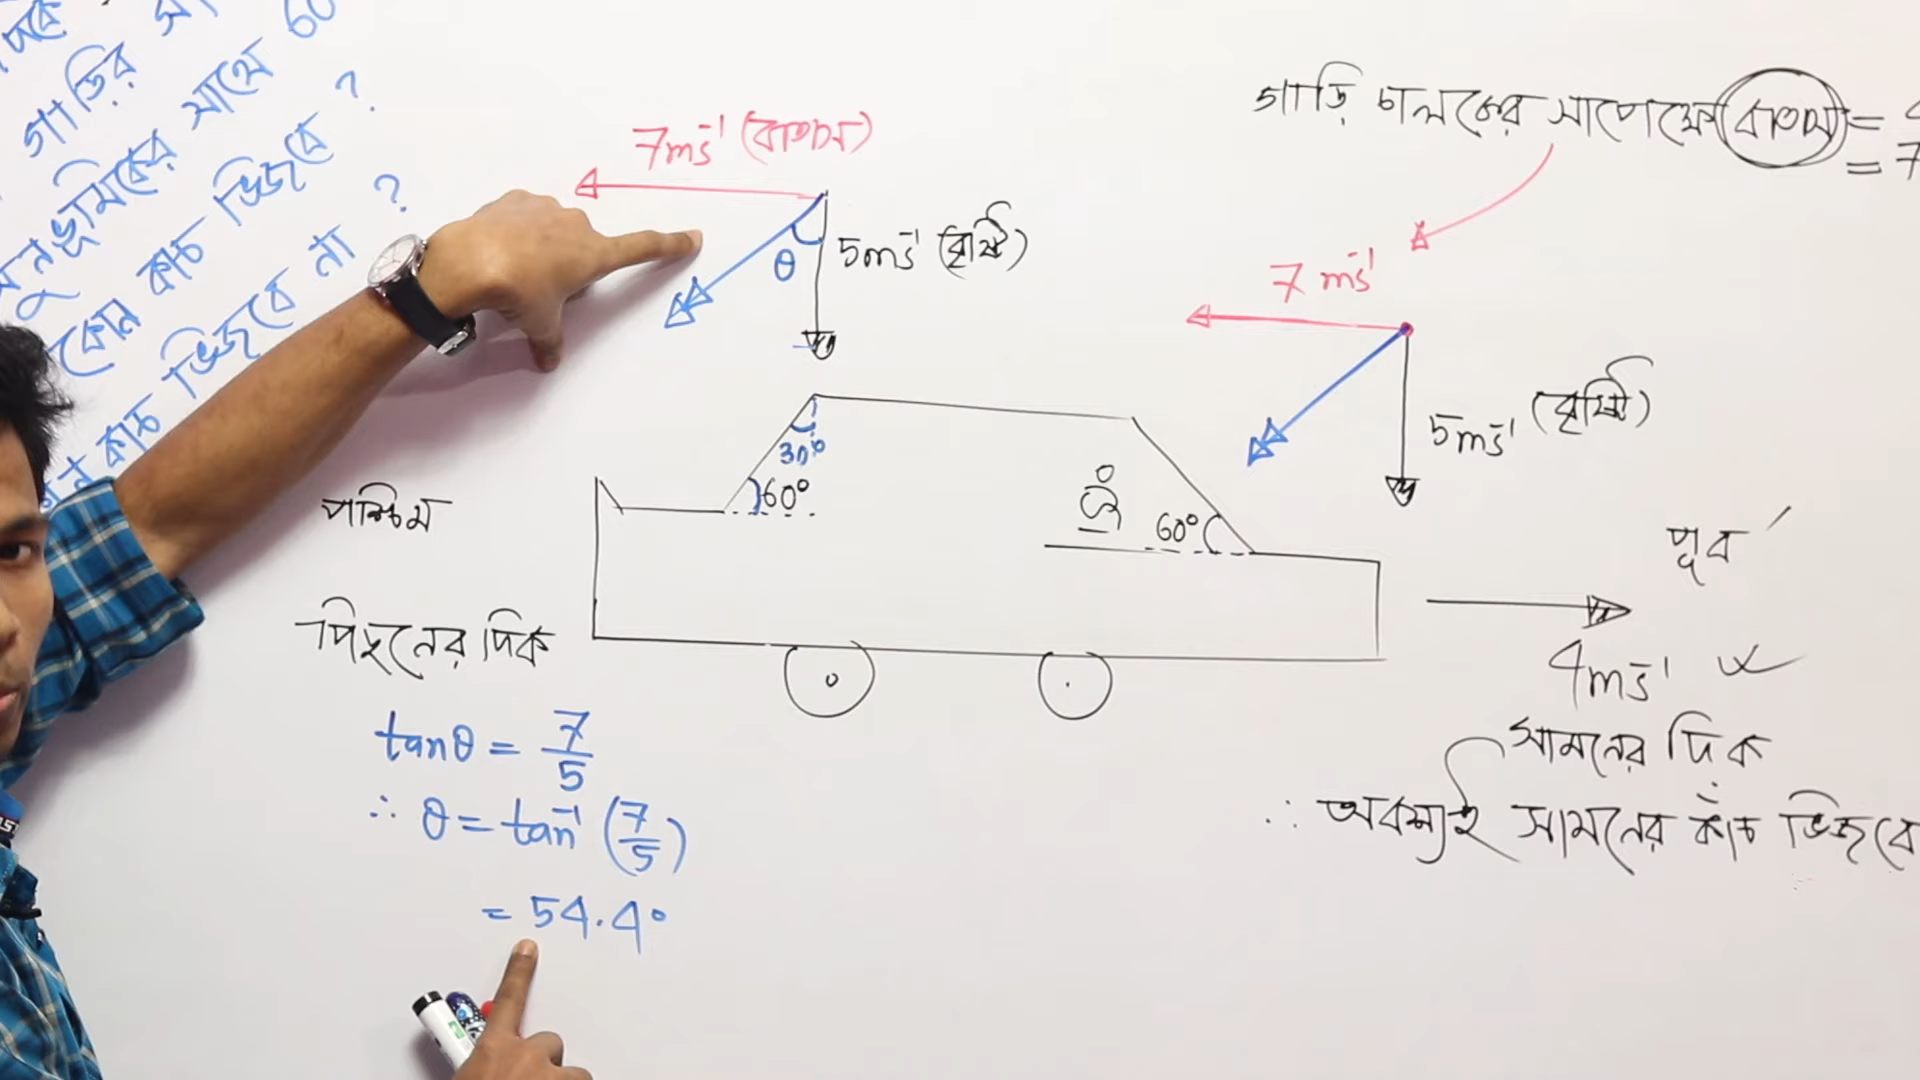 গাড়ির
সাথে 60
ভূমিকের
কাচ ভিজবে ?
কোন কাচ ভিজবে না ?
7ms⁻¹ (বাতাস)
θ
5ms⁻¹ (বৃষ্টি)
গাড়ি চালকের সাপেক্ষে বাতাস =
= 7
7 ms⁻¹
5ms⁻¹ (বৃষ্টি)
30°
60°
60°
পশ্চিম
পিছনের দিক
পূর্ব
4ms⁻¹
সামনের দিক
∴ অবশ্যই সামনের কাঁচ ভিজবে
tanθ = 7/5
∴ θ = tan⁻¹ (7/5)
= 54.4°